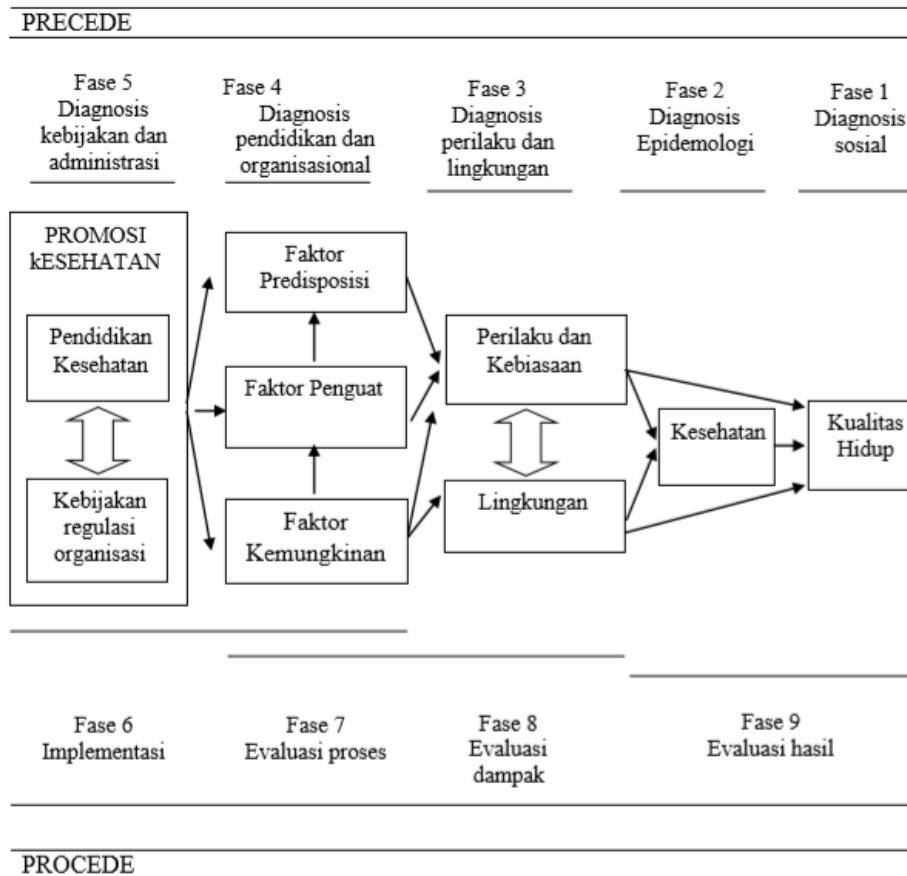 PRECEDE
Fase 5
Diagnosis
kebijakan dan
administrasi
Fase 4
Diagnosis
pendidikan dan
organisasional
Fase 3
Diagnosis
perilaku dan
lingkungan
Fase 2
Diagnosis
Epidemologi
Fase 1
Diagnosis
sosial
PROMOSI
kESEHATAN
Pendidikan
Kesehatan
Kebijakan
regulasi
organisasi
Faktor
Predisposisi
Faktor Penguat
Faktor
Kemungkinan
Perilaku dan
Kebiasaan
Lingkungan
Kesehatan
Kualitas
Hidup
Fase 6
Implementasi
Fase 7
Evaluasi proses
Fase 8
Evaluasi
dampak
Fase 9
Evaluasi hasil
PROCEDE